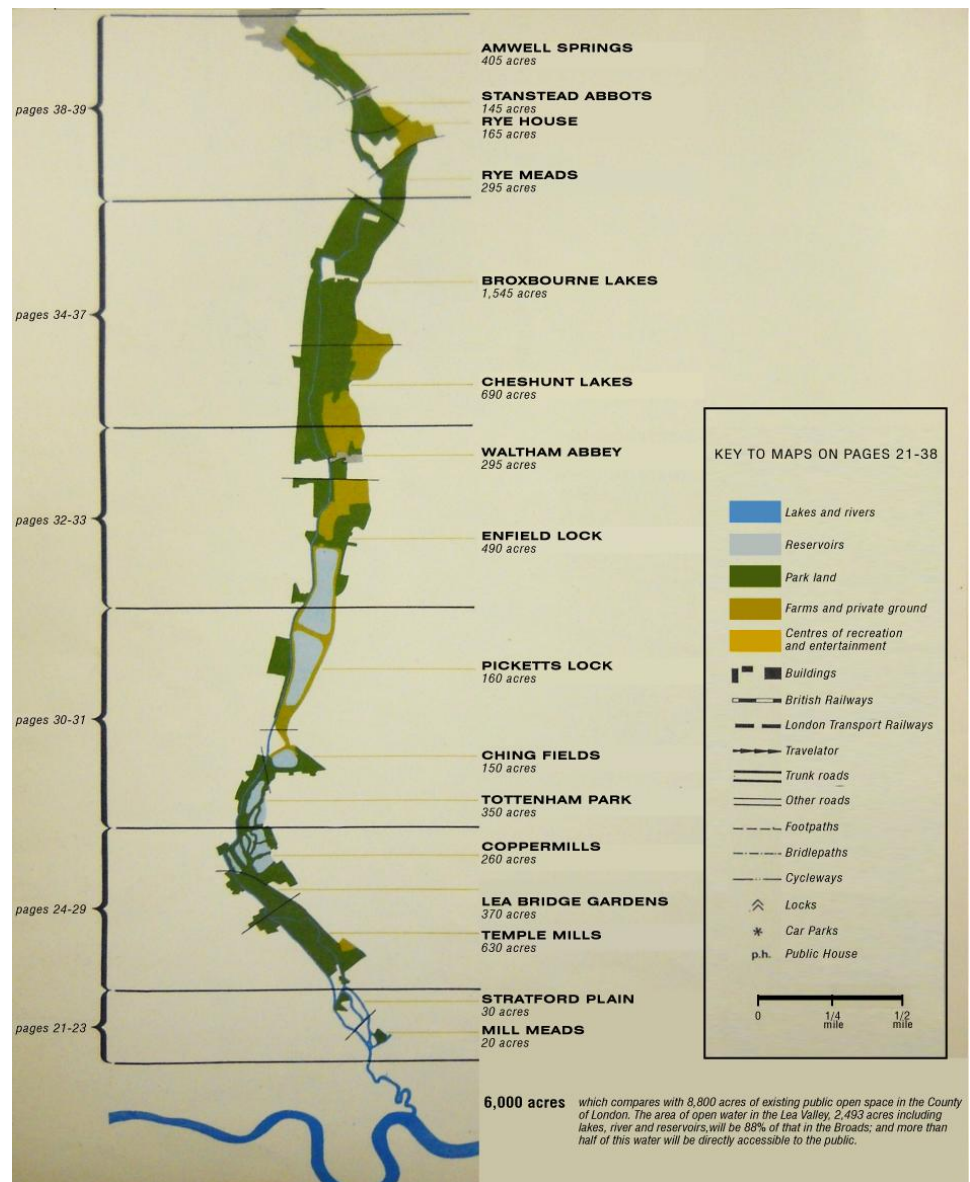 AMWELL SPRINGS
405 acres
STANSTEAD ABBOTS
145 acres
RYE HOUSE
165 acres
RYE MEADS
295 acres
BROXBOURNE LAKES
1,545 acres
CHESHUNT LAKES
690 acres
WALTHAM ABBEY
295 acres
ENFIELD LOCK
490 acres
PICKETTS LOCK
160 acres
CHING FIELDS
150 acres
TOTTENHAM PARK
350 acres
COPPERMILLS
260 acres
LEA BRIDGE GARDENS
370 acres
TEMPLE MILLS
630 acres
STRATFORD PLAIN
30 acres
MILL MEADS
20 acres
pages 38-39
pages 34-37
pages 32-33
pages 30-31
pages 24-29
pages 21-23
KEY TO MAPS ON PAGES 21-38
Lakes and rivers
Reservoirs
Park land
Farms and private ground
Centres of recreation
and entertainment
Buildings
British Railways
London Transport Railways
Travelator
Trunk roads
Other roads
Footpaths
Bridlepaths
Cycleways
Locks
Car Parks
p.h. Public House
0 1/4 1/2
mile mile
6,000 acres which compares with 8,800 acres of existing public open space in the County
of London. The area of open water in the Lea Valley, 2,493 acres including
lakes, river and reservoirs,will be 88% of that in the Broads; and more than
half of this water will be directly accessible to the public.